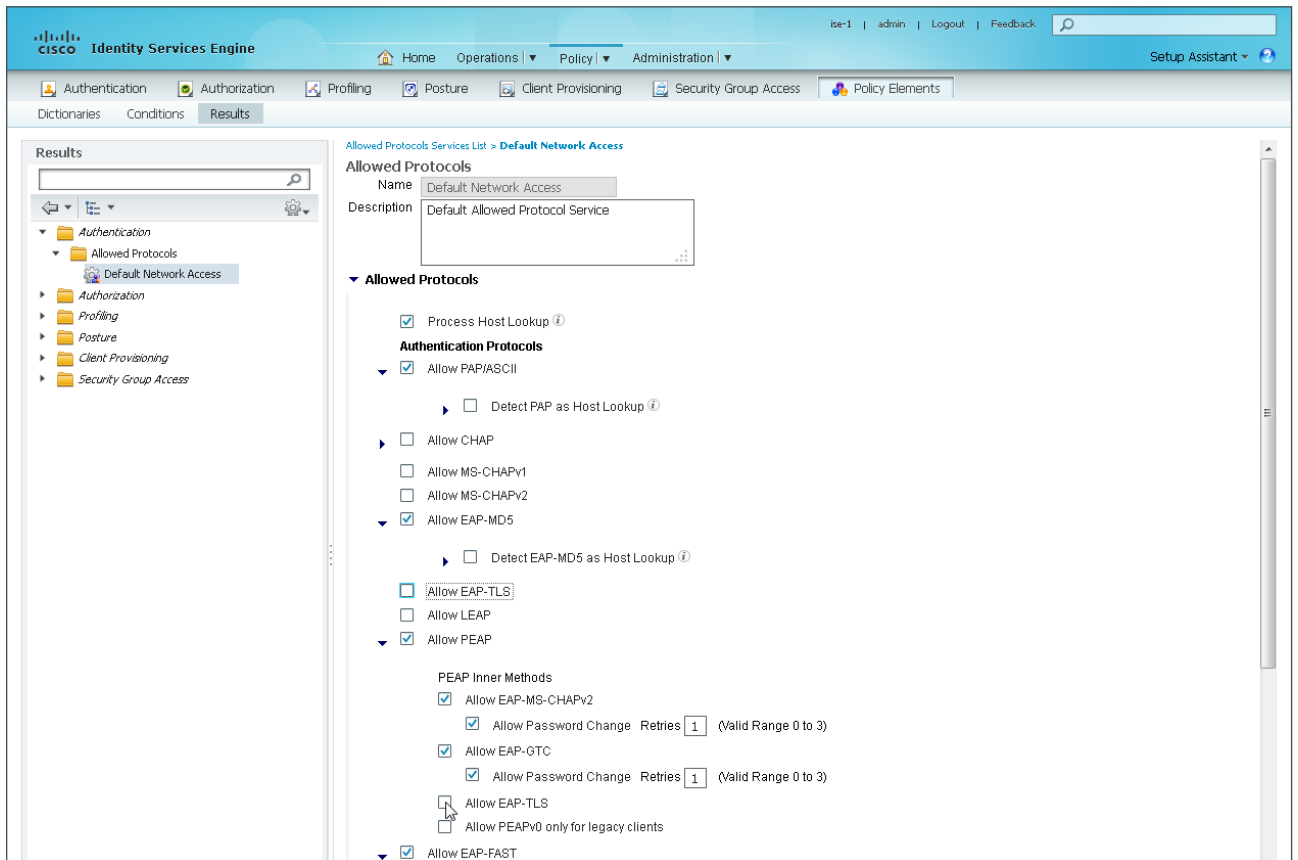 ise-1 | admin | Logout | Feedback
CISCO Identity Services Engine
Home Operations | Policy | Administration | Setup Assistant ?
Authentication Authorization Profiling Posture Client Provisioning Security Group Access Policy Elements
Dictionaries Conditions Results
Results
Authentication
Allowed Protocols
Default Network Access
Authorization
Profiling
Posture
Client Provisioning
Security Group Access
Allowed Protocols Services List > Default Network Access
Allowed Protocols
Name Default Network Access
Description Default Allowed Protocol Service
Allowed Protocols
Process Host Lookup i
Authentication Protocols
Allow PAP/ASCII
Detect PAP as Host Lookup i
Allow CHAP
Allow MS-CHAPv1
Allow MS-CHAPv2
Allow EAP-MD5
Detect EAP-MD5 as Host Lookup i
Allow EAP-TLS
Allow LEAP
Allow PEAP
PEAP Inner Methods
Allow EAP-MS-CHAPv2
Allow Password Change Retries 1 (Valid Range 0 to 3)
Allow EAP-GTC
Allow Password Change Retries 1 (Valid Range 0 to 3)
Allow EAP-TLS
Allow PEAPv0 only for legacy clients
Allow EAP-FAST